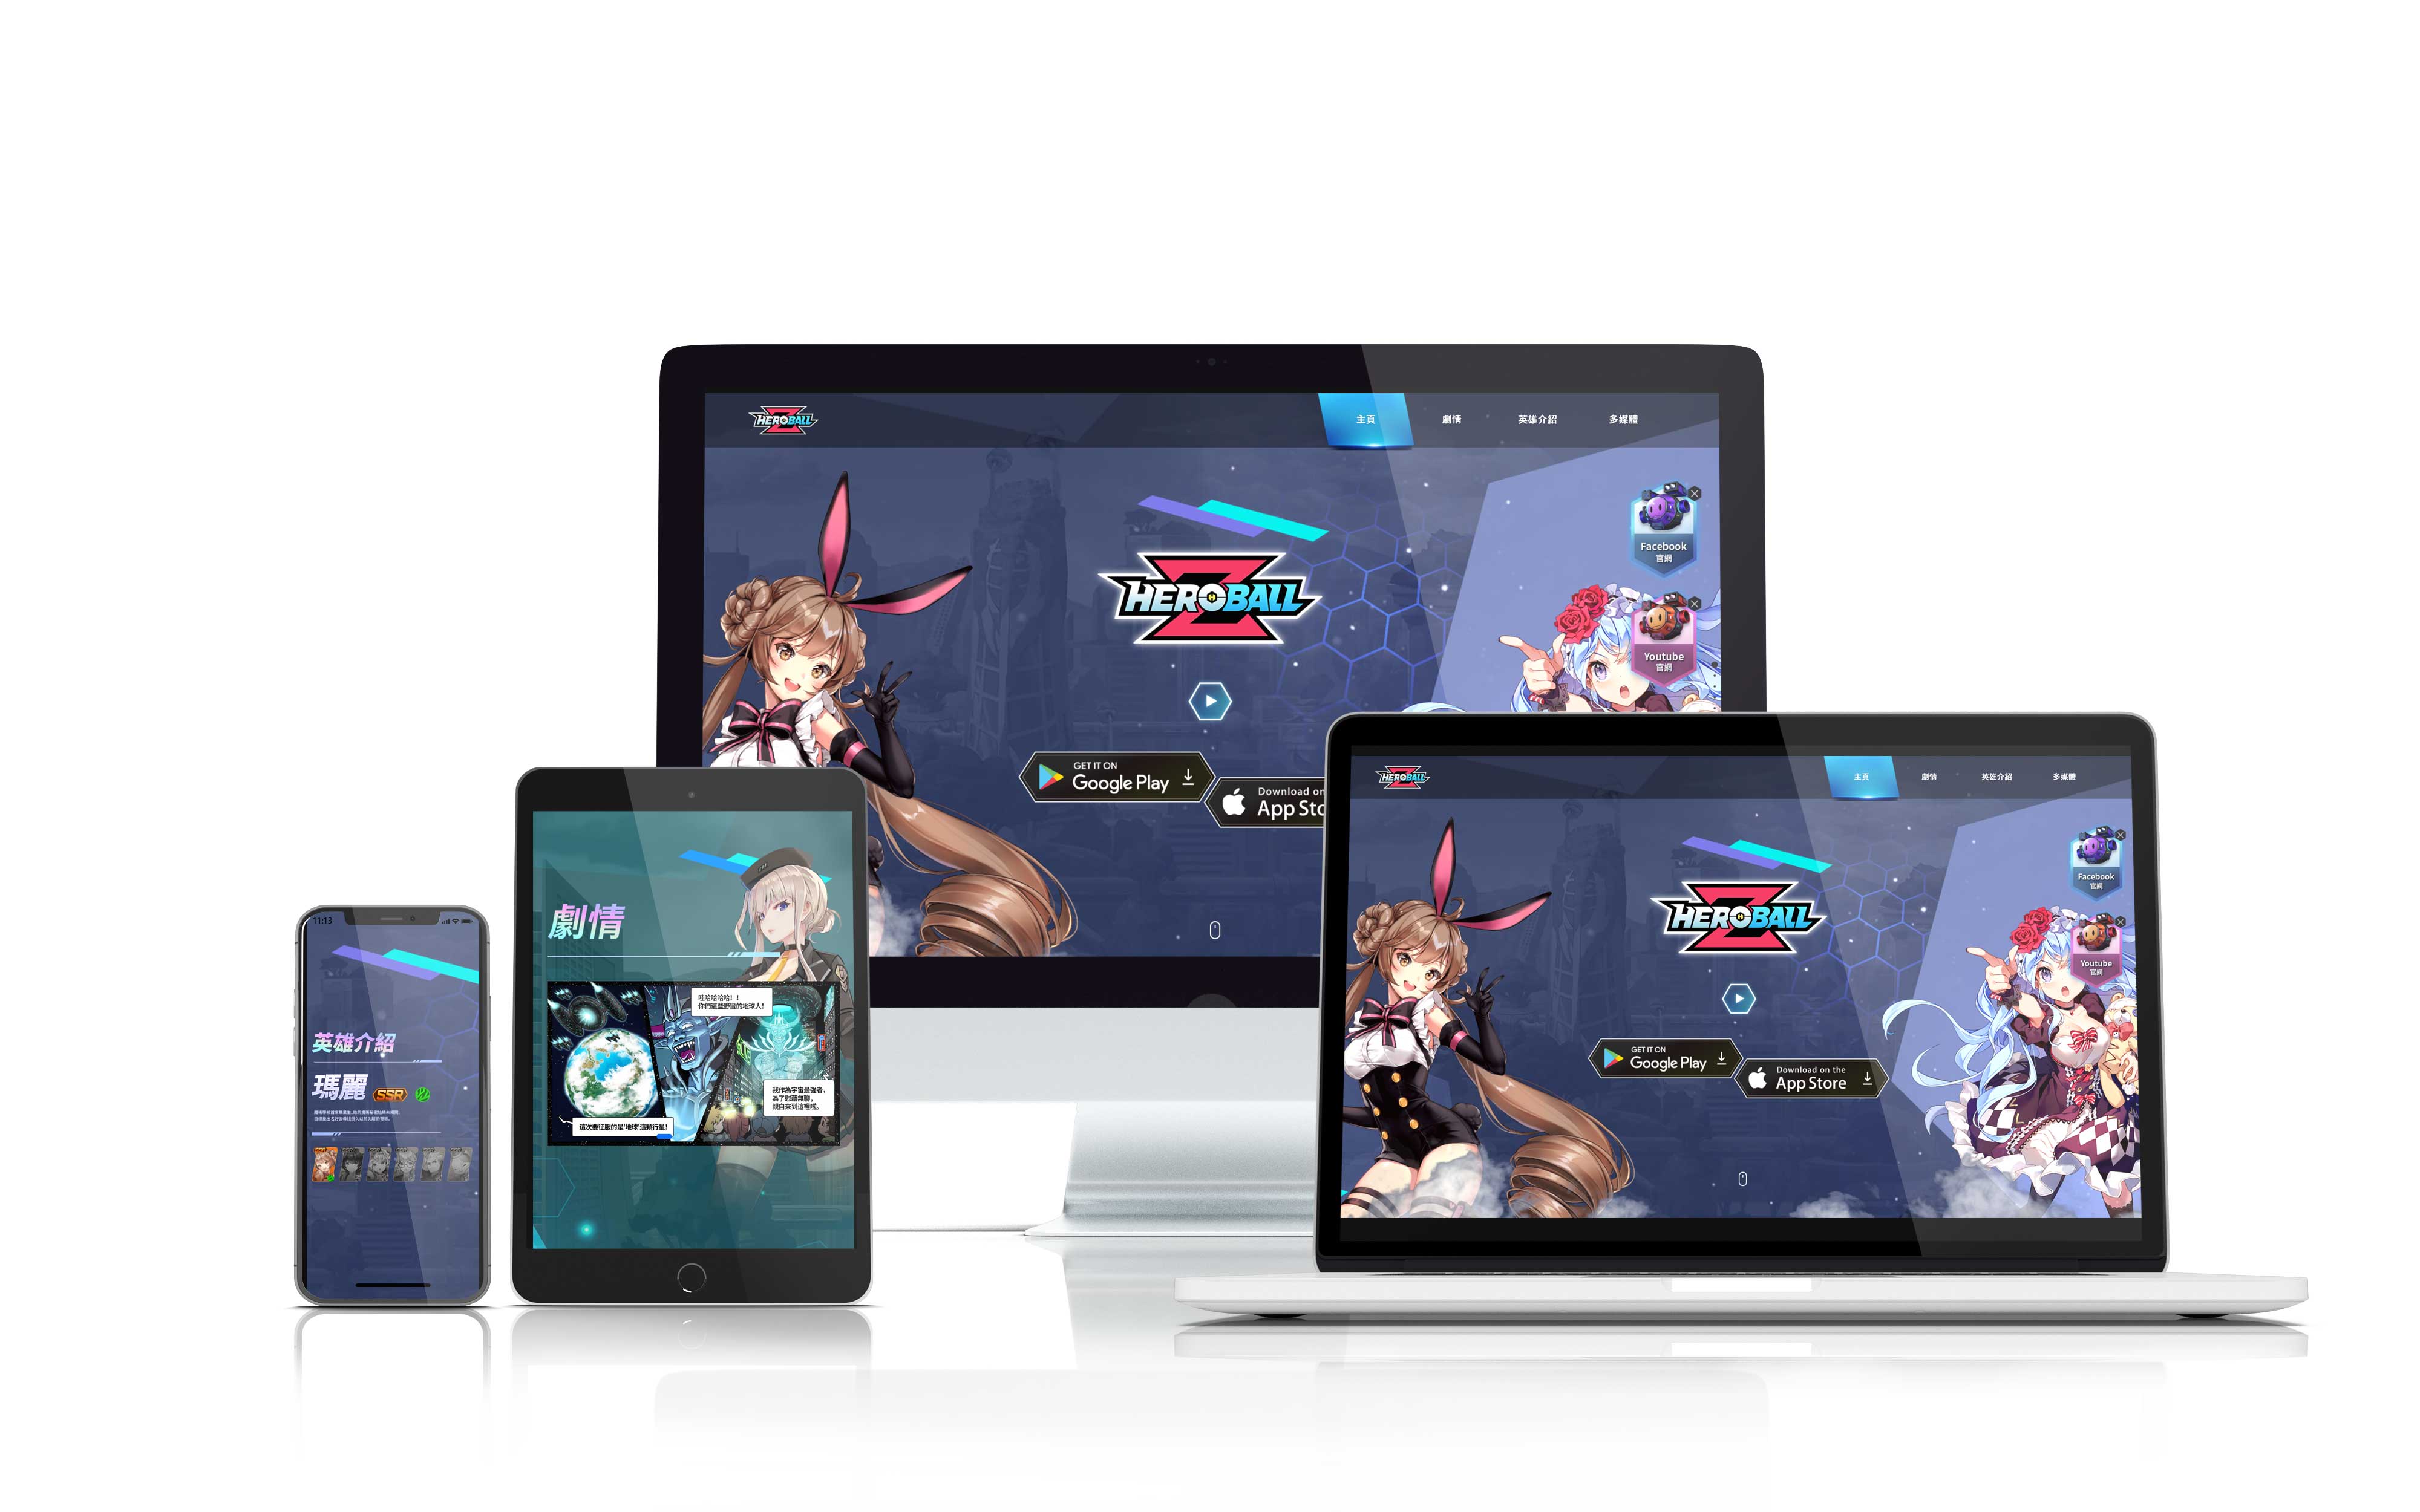 HEROBALL Z
主頁
劇情
英雄介紹
多媒體
HEROBALL Z
Facebook
官網
Youtube
官網
GET IT ON
Google Play
Download on
App Sto
11:13
英雄介紹
瑪麗 SSR
劇情
哇哈哈哈哈！！
你們這些野蠻的地球人！
我作為宇宙最強者，
為了慰藉無聊，
親自來到這裡啦。
這次要征服的是"地球"這顆行星！
HEROBALL Z
主頁
劇情
英雄介紹
多媒體
HEROBALL Z
Facebook
官網
Youtube
官網
GET IT ON
Google Play
Download on the
App Store